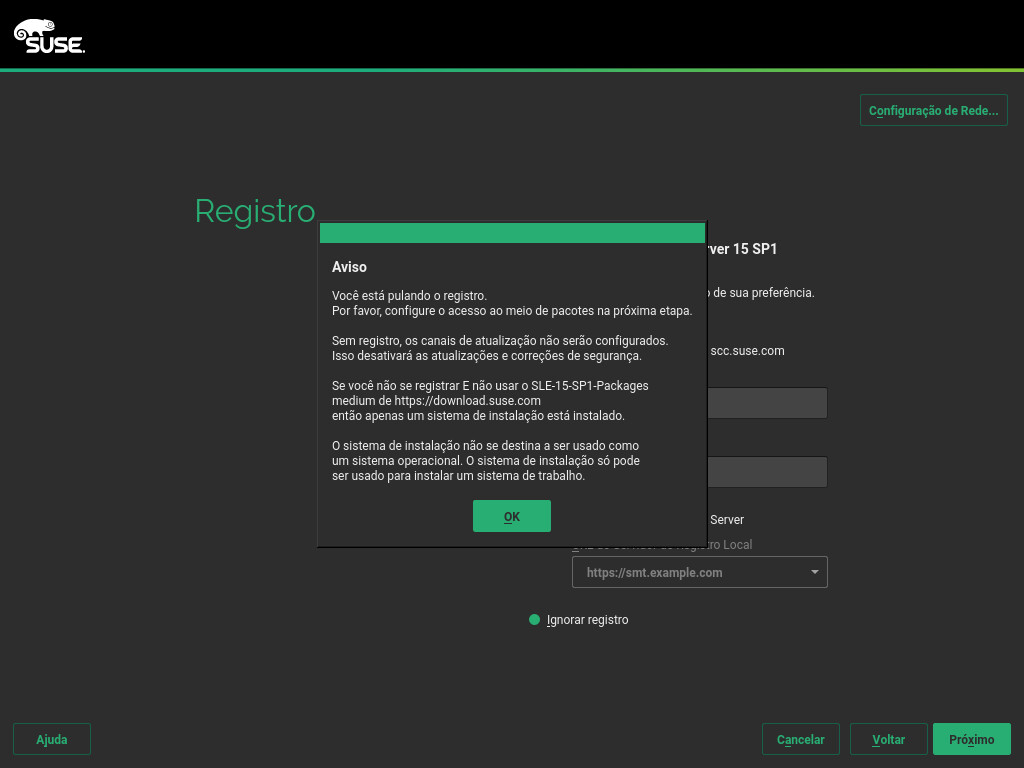 SUSE.
Configuração de Rede...
Registro
Server 15 SP1
de sua preferência.
scc.suse.com
Aviso
Você está pulando o registro.
Por favor, configure o acesso ao meio de pacotes na próxima etapa.
Sem registro, os canais de atualização não serão configurados.
Isso desativará as atualizações e correções de segurança.
Se você não se registrar E não usar o SLE-15-SP1-Packages
medium de https://download.suse.com
então apenas um sistema de instalação está instalado.
O sistema de instalação não se destina a ser usado como
um sistema operacional. O sistema de instalação só pode
ser usado para instalar um sistema de trabalho.
OK
Server
Registro Local
https://smt.example.com
Ignorar registro
Ajuda
Cancelar
Voltar
Próximo